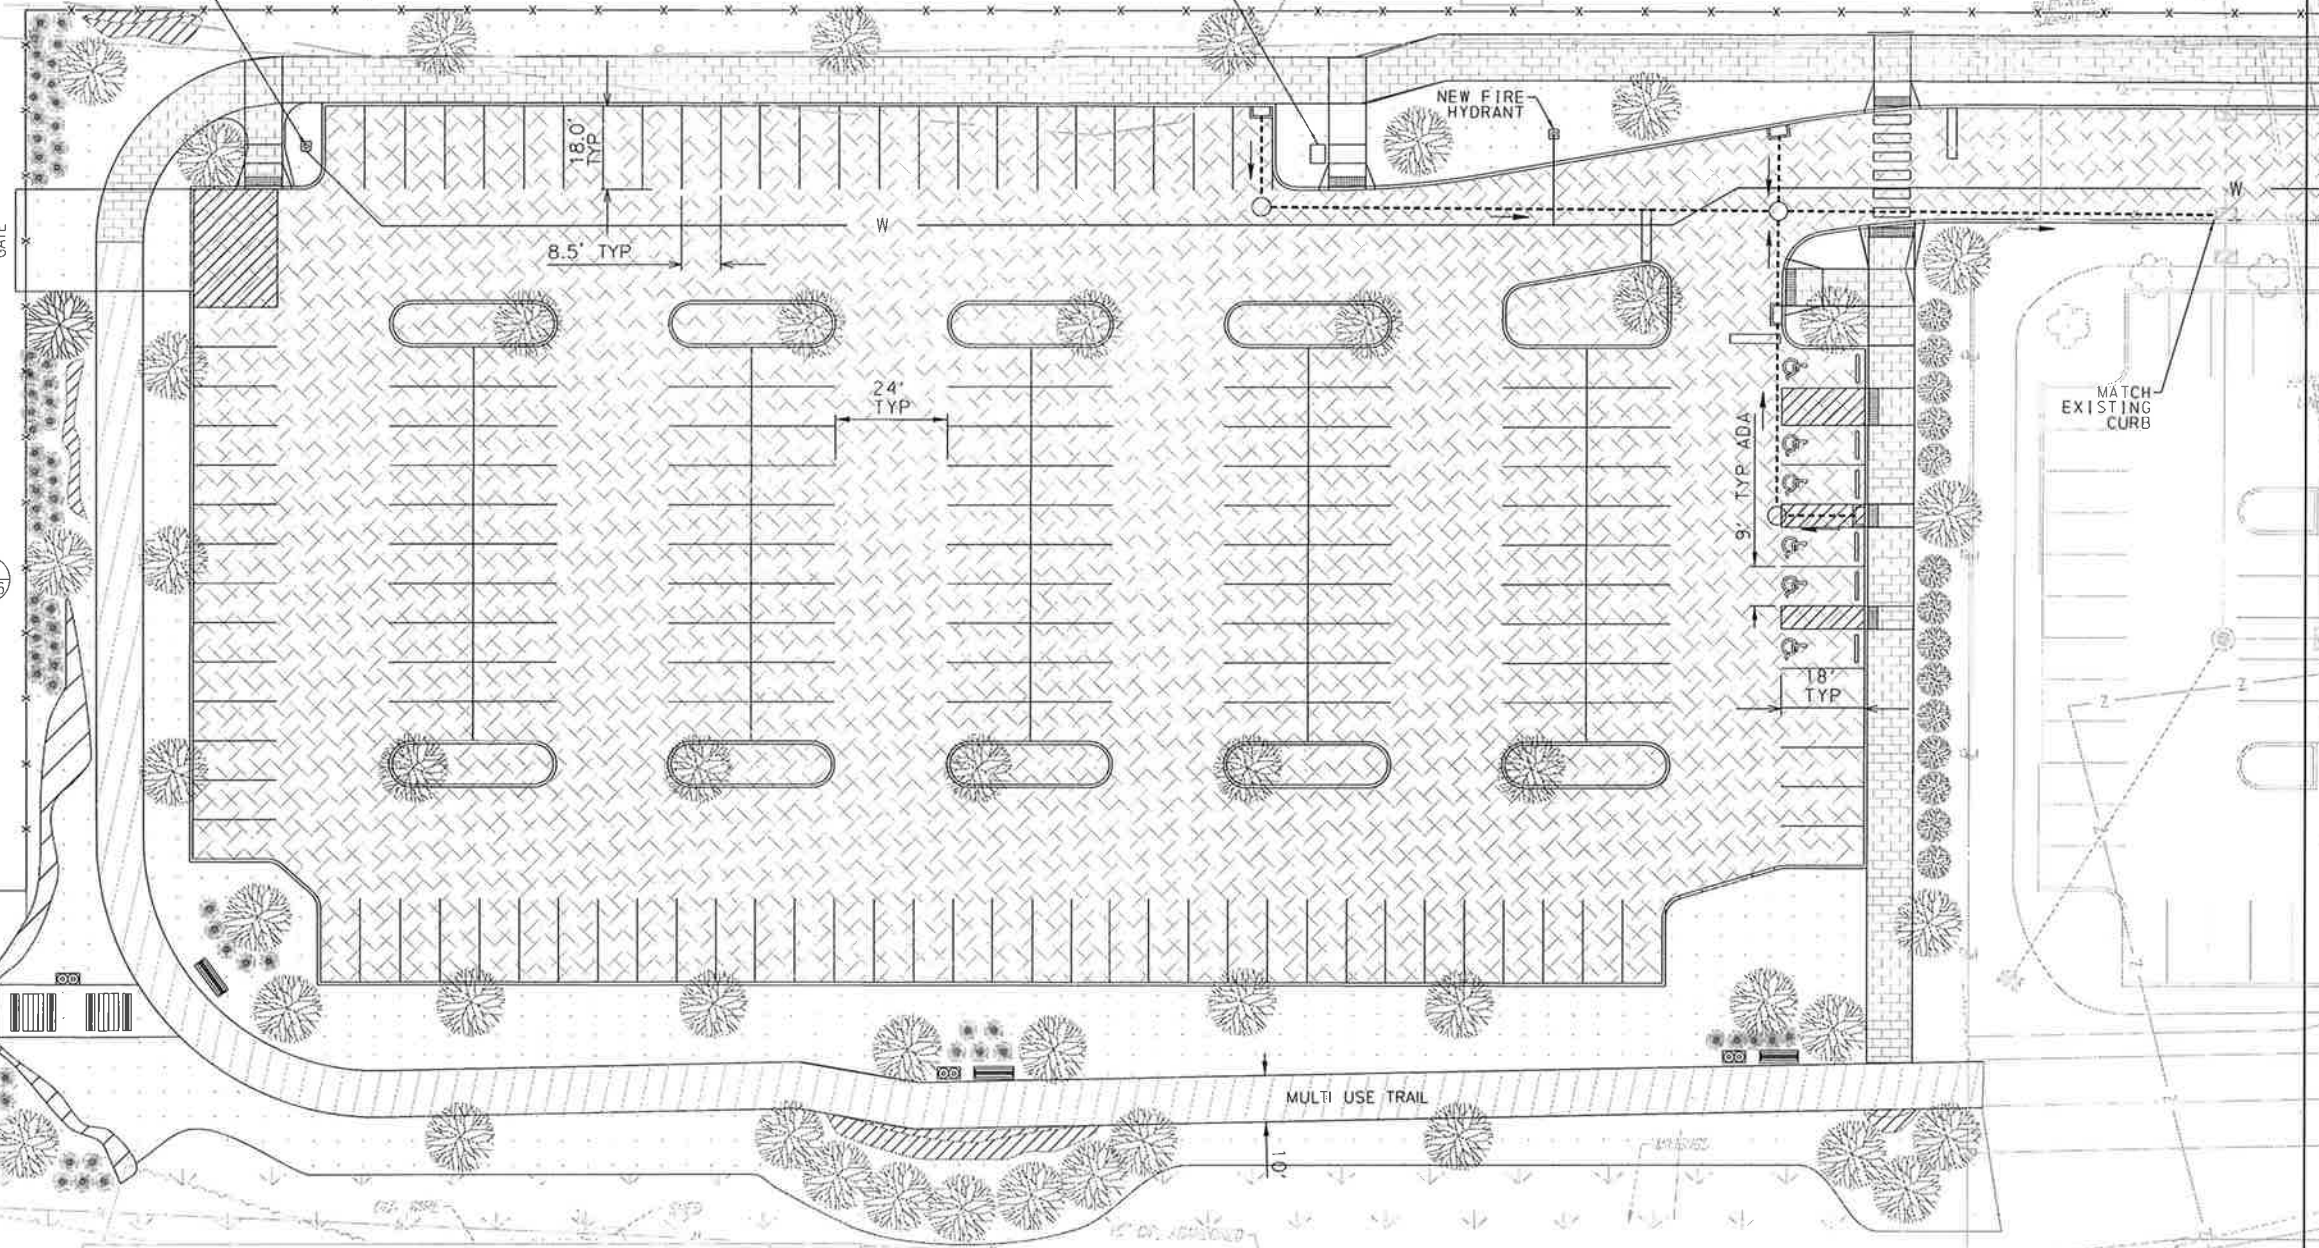 NEW FIRE
HYDRANT
18.0'
TYP
W
W
8.5' TYP
GATE
24'
TYP
MATCH
EXISTING
CURB
9' TYP ADA
18'
TYP
Z
Z
Z
Z
Z
MULTI USE TRAIL
10'